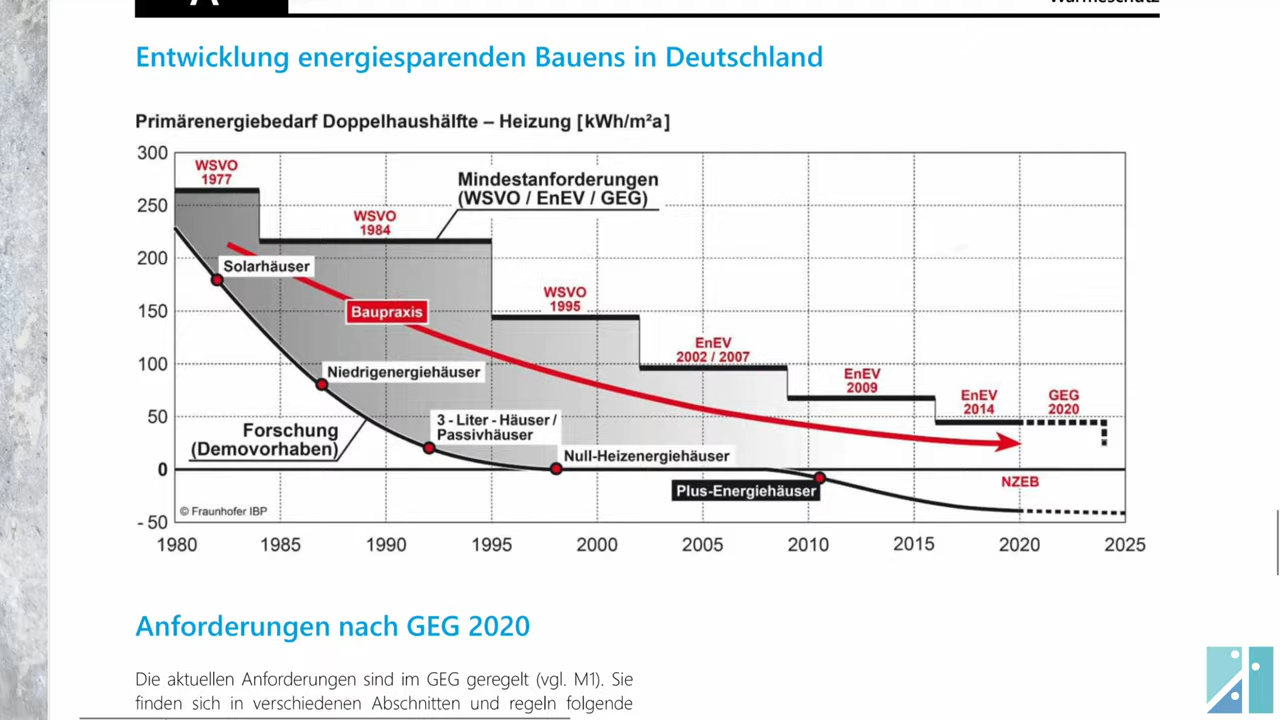 Wärmeschutz
Entwicklung energiesparenden Bauens in Deutschland
Primärenergiebedarf Doppelhaushälfte – Heizung [kWh/m²a]
300
WSVO
1977
Mindestanforderungen
(WSVO / EnEV / GEG)
250
WSVO
1984
200
Solarhäuser
150
Baupraxis
WSVO
1995
100
EnEV
2002 / 2007
Niedrigenergiehäuser
EnEV
2009
EnEV
2014
GEG
2020
50
Forschung
(Demovorhaben)
3 - Liter - Häuser /
Passivhäuser
Null-Heizenergiehäuser
0
Plus-Energiehäuser
NZEB
© Fraunhofer IBP
- 50
1980 1985 1990 1995 2000 2005 2010 2015 2020 2025
Anforderungen nach GEG 2020
Die aktuellen Anforderungen sind im GEG geregelt (vgl. M1). Sie
finden sich in verschiedenen Abschnitten und regeln folgende